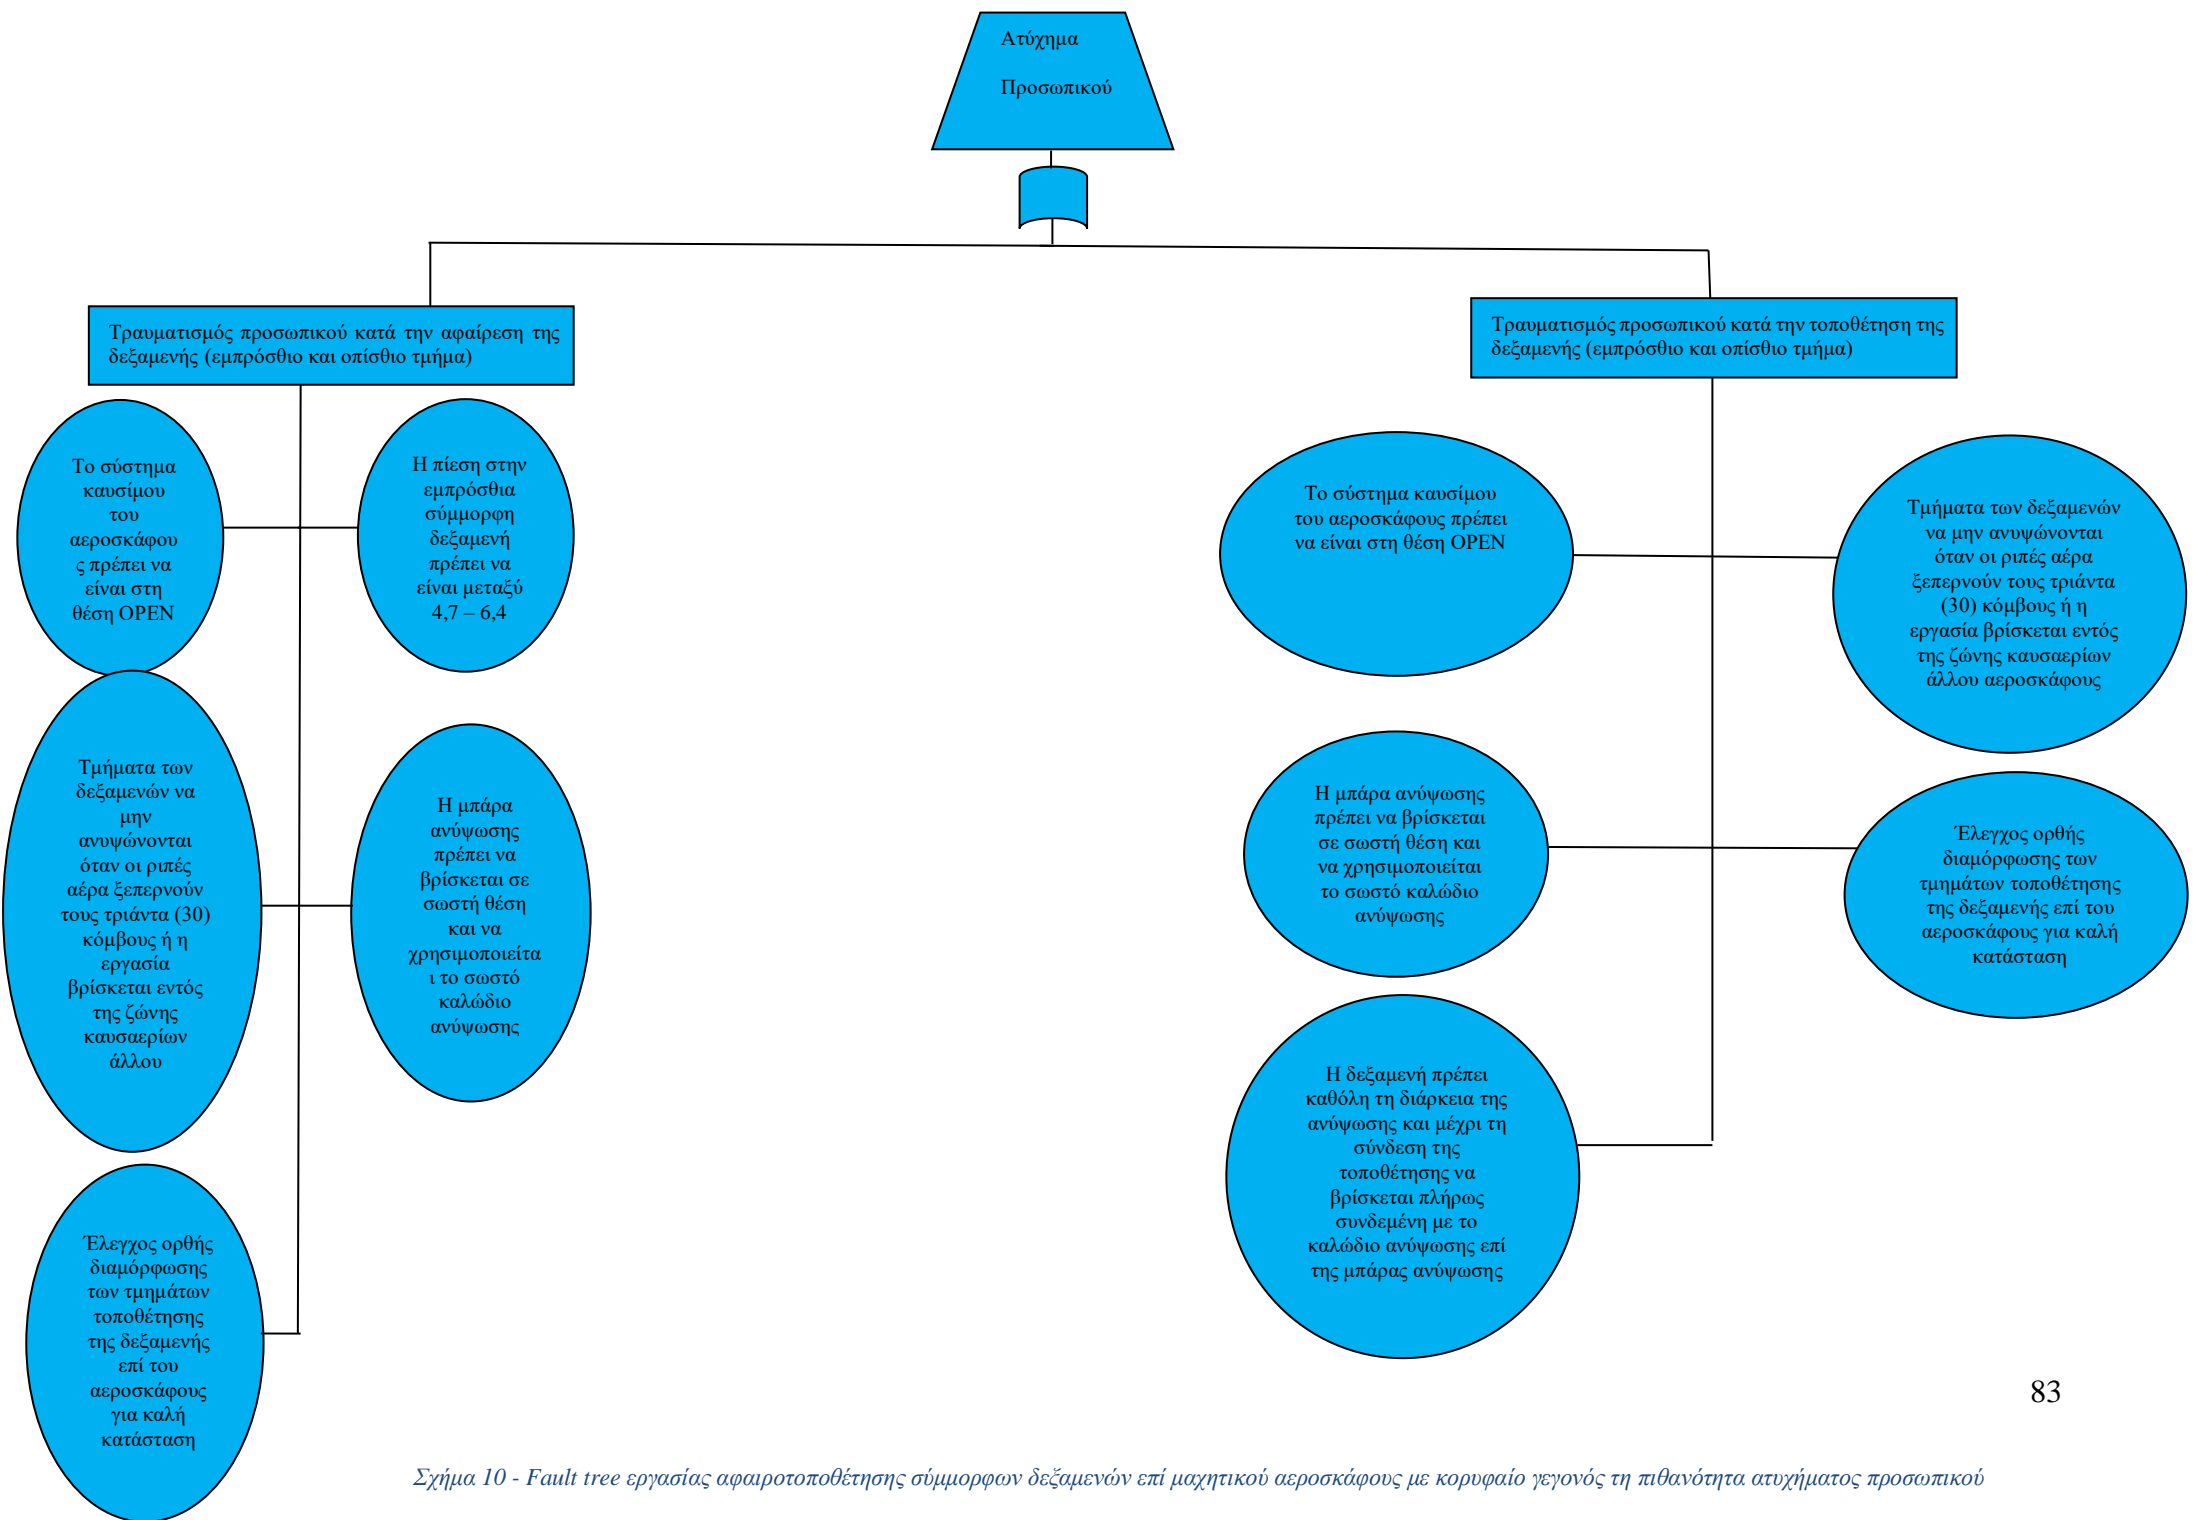 Ατύχημα
Προσωπικού
Τραυματισμός προσωπικού κατά την αφαίρεση της
δεξαμενής (εμπρόσθιο και οπίσθιο τμήμα)
Τραυματισμός προσωπικού κατά την τοποθέτηση της
δεξαμενής (εμπρόσθιο και οπίσθιο τμήμα)
Το σύστημα
καυσίμου
του
αεροσκάφου
ς πρέπει να
είναι στη
θέση OPEN
Η πίεση στην
εμπρόσθια
σύμμορφη
δεξαμενή
πρέπει να
είναι μεταξύ
4,7 – 6,4
Τμήματα των
δεξαμενών να
μην
ανυψώνονται
όταν οι ριπές
αέρα ξεπερνούν
τους τριάντα (30)
κόμβους ή η
εργασία
βρίσκεται εντός
της ζώνης
καυσαερίων
άλλου
Η μπάρα
ανύψωσης
πρέπει να
βρίσκεται σε
σωστή θέση
και να
χρησιμοποιείτα
ι το σωστό
καλώδιο
ανύψωσης
Έλεγχος ορθής
διαμόρφωσης
των τμημάτων
τοποθέτησης
της δεξαμενής
επί του
αεροσκάφους
για καλή
κατάσταση
Το σύστημα καυσίμου
του αεροσκάφους πρέπει
να είναι στη θέση OPEN
Τμήματα των δεξαμενών
να μην ανυψώνονται
όταν οι ριπές αέρα
ξεπερνούν τους τριάντα
(30) κόμβους ή η
εργασία βρίσκεται εντός
της ζώνης καυσαερίων
άλλου αεροσκάφους
Η μπάρα ανύψωσης
πρέπει να βρίσκεται
σε σωστή θέση και
να χρησιμοποιείται
το σωστό καλώδιο
ανύψωσης
Έλεγχος ορθής
διαμόρφωσης των
τμημάτων τοποθέτησης
της δεξαμενής επί του
αεροσκάφους για καλή
κατάσταση
Η δεξαμενή πρέπει
καθόλη τη διάρκεια της
ανύψωσης και μέχρι τη
σύνδεση της
τοποθέτησης να
βρίσκεται πλήρως
συνδεμένη με το
καλώδιο ανύψωσης επί
της μπάρας ανύψωσης
83
Σχήμα 10 - Fault tree εργασίας αφαιροτοποθέτησης σύμμορφων δεξαμενών επί μαχητικού αεροσκάφους με κορυφαίο γεγονός τη πιθανότητα ατυχήματος προσωπικού